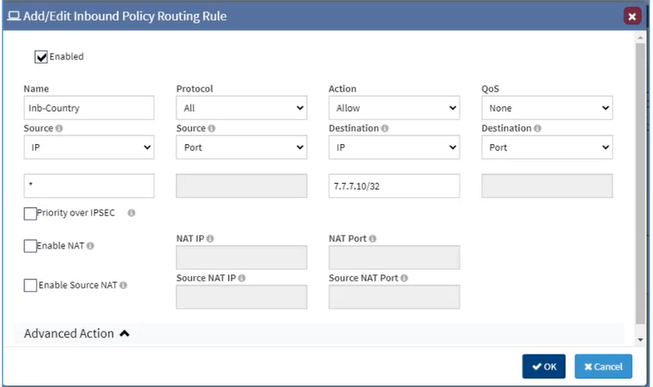 Add/Edit Inbound Policy Routing Rule
Enabled
Name Protocol Action QoS
Inb-Country All Allow None
Source Source Destination Destination
IP Port IP Port
* 7.7.7.10/32
Priority over IPSEC
NAT IP NAT Port
Enable NAT
Source NAT IP Source NAT Port
Enable Source NAT
Advanced Action
OK Cancel